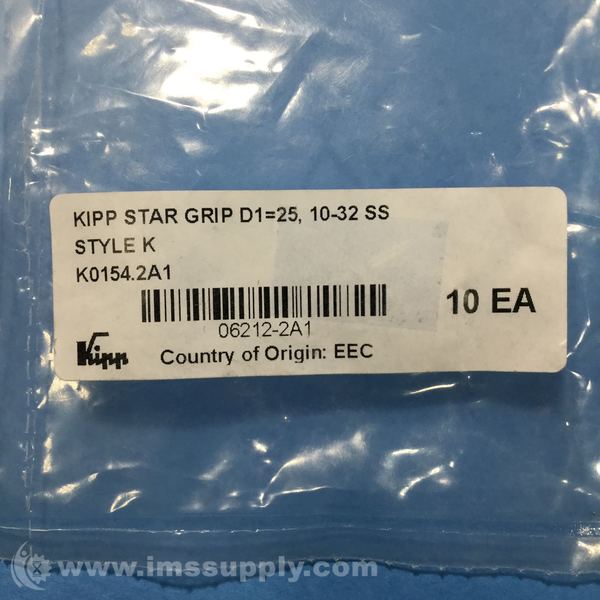 KIPP STAR GRIP D1=25, 10-32 SS
STYLE K
K0154.2A1
10 EA
06212-2A1
Kipp
Country of Origin: EEC
www.imssupply.com